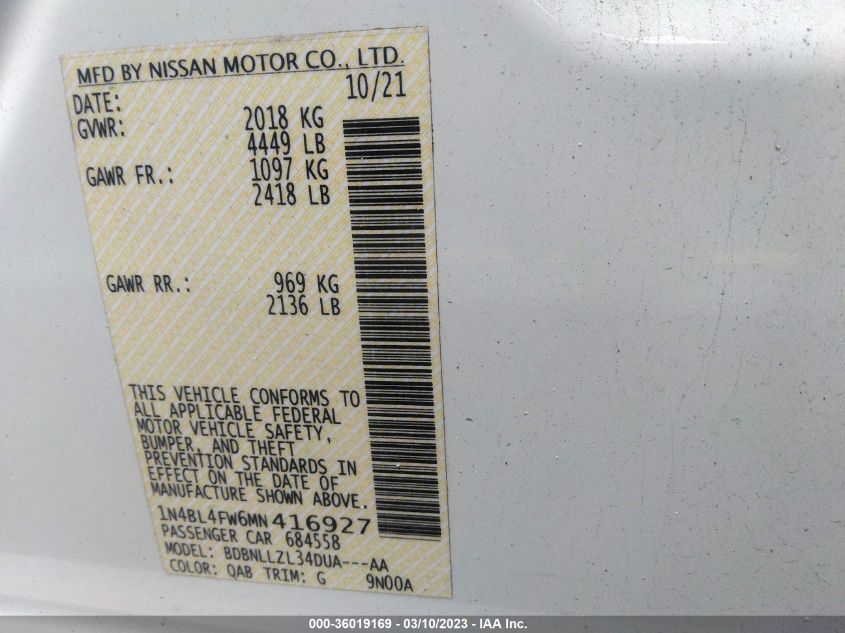 MFD BY NISSAN MOTOR CO., LTD.
DATE: 10/21
GVWR: 2018 KG
4449 LB
GAWR FR.: 1097 KG
2418 LB
GAWR RR.: 969 KG
2136 LB
THIS VEHICLE CONFORMS TO
ALL APPLICABLE FEDERAL
MOTOR VEHICLE SAFETY,
BUMPER, AND THEFT
PREVENTION STANDARDS IN
EFFECT ON THE DATE OF
MANUFACTURE SHOWN ABOVE.
1N4BL4FW6MN416927
PASSENGER CAR 684558
MODEL: BDBNLLZL34DUA---AA
COLOR: QAB TRIM: G 9N00A
000-36019169 - 03/10/2023 - IAA Inc.